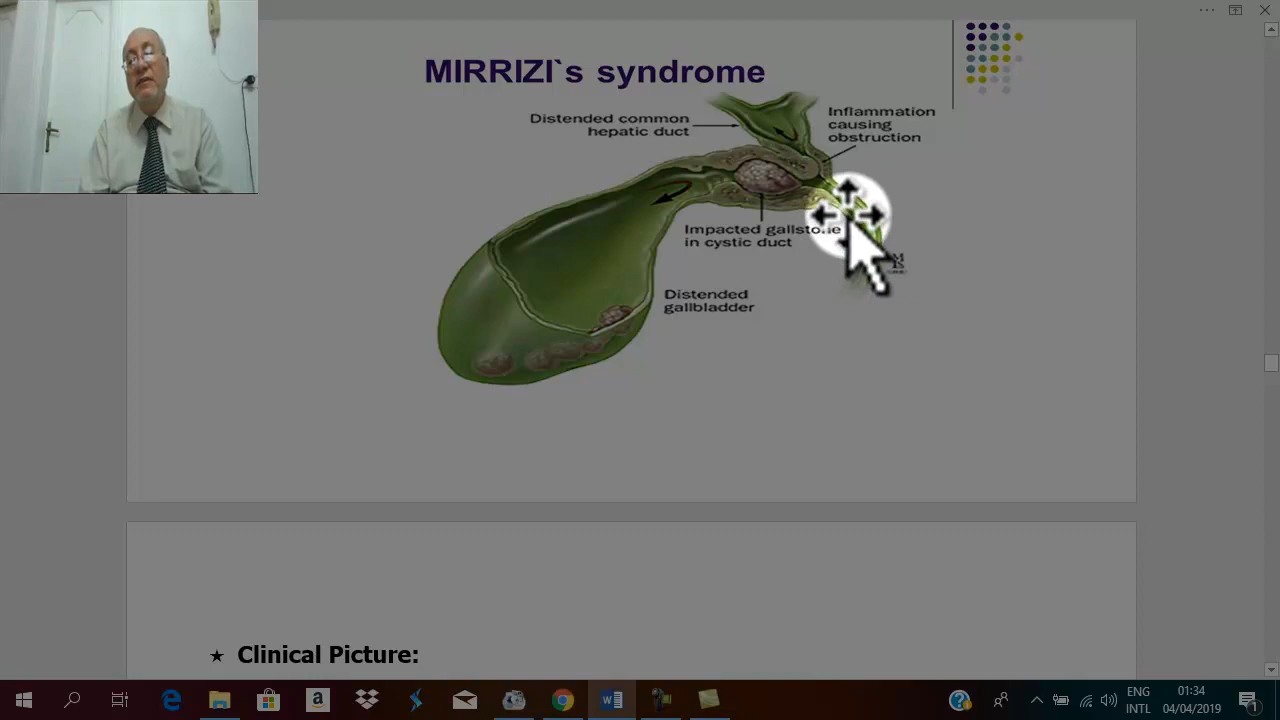 MIRRIZI`s syndrome
Distended common
hepatic duct
Inflammation
causing
obstruction
Impacted gallstone
in cystic duct
Distended
gallbladder
★ Clinical Picture:
ENG
INTL
01:34
04/04/2019